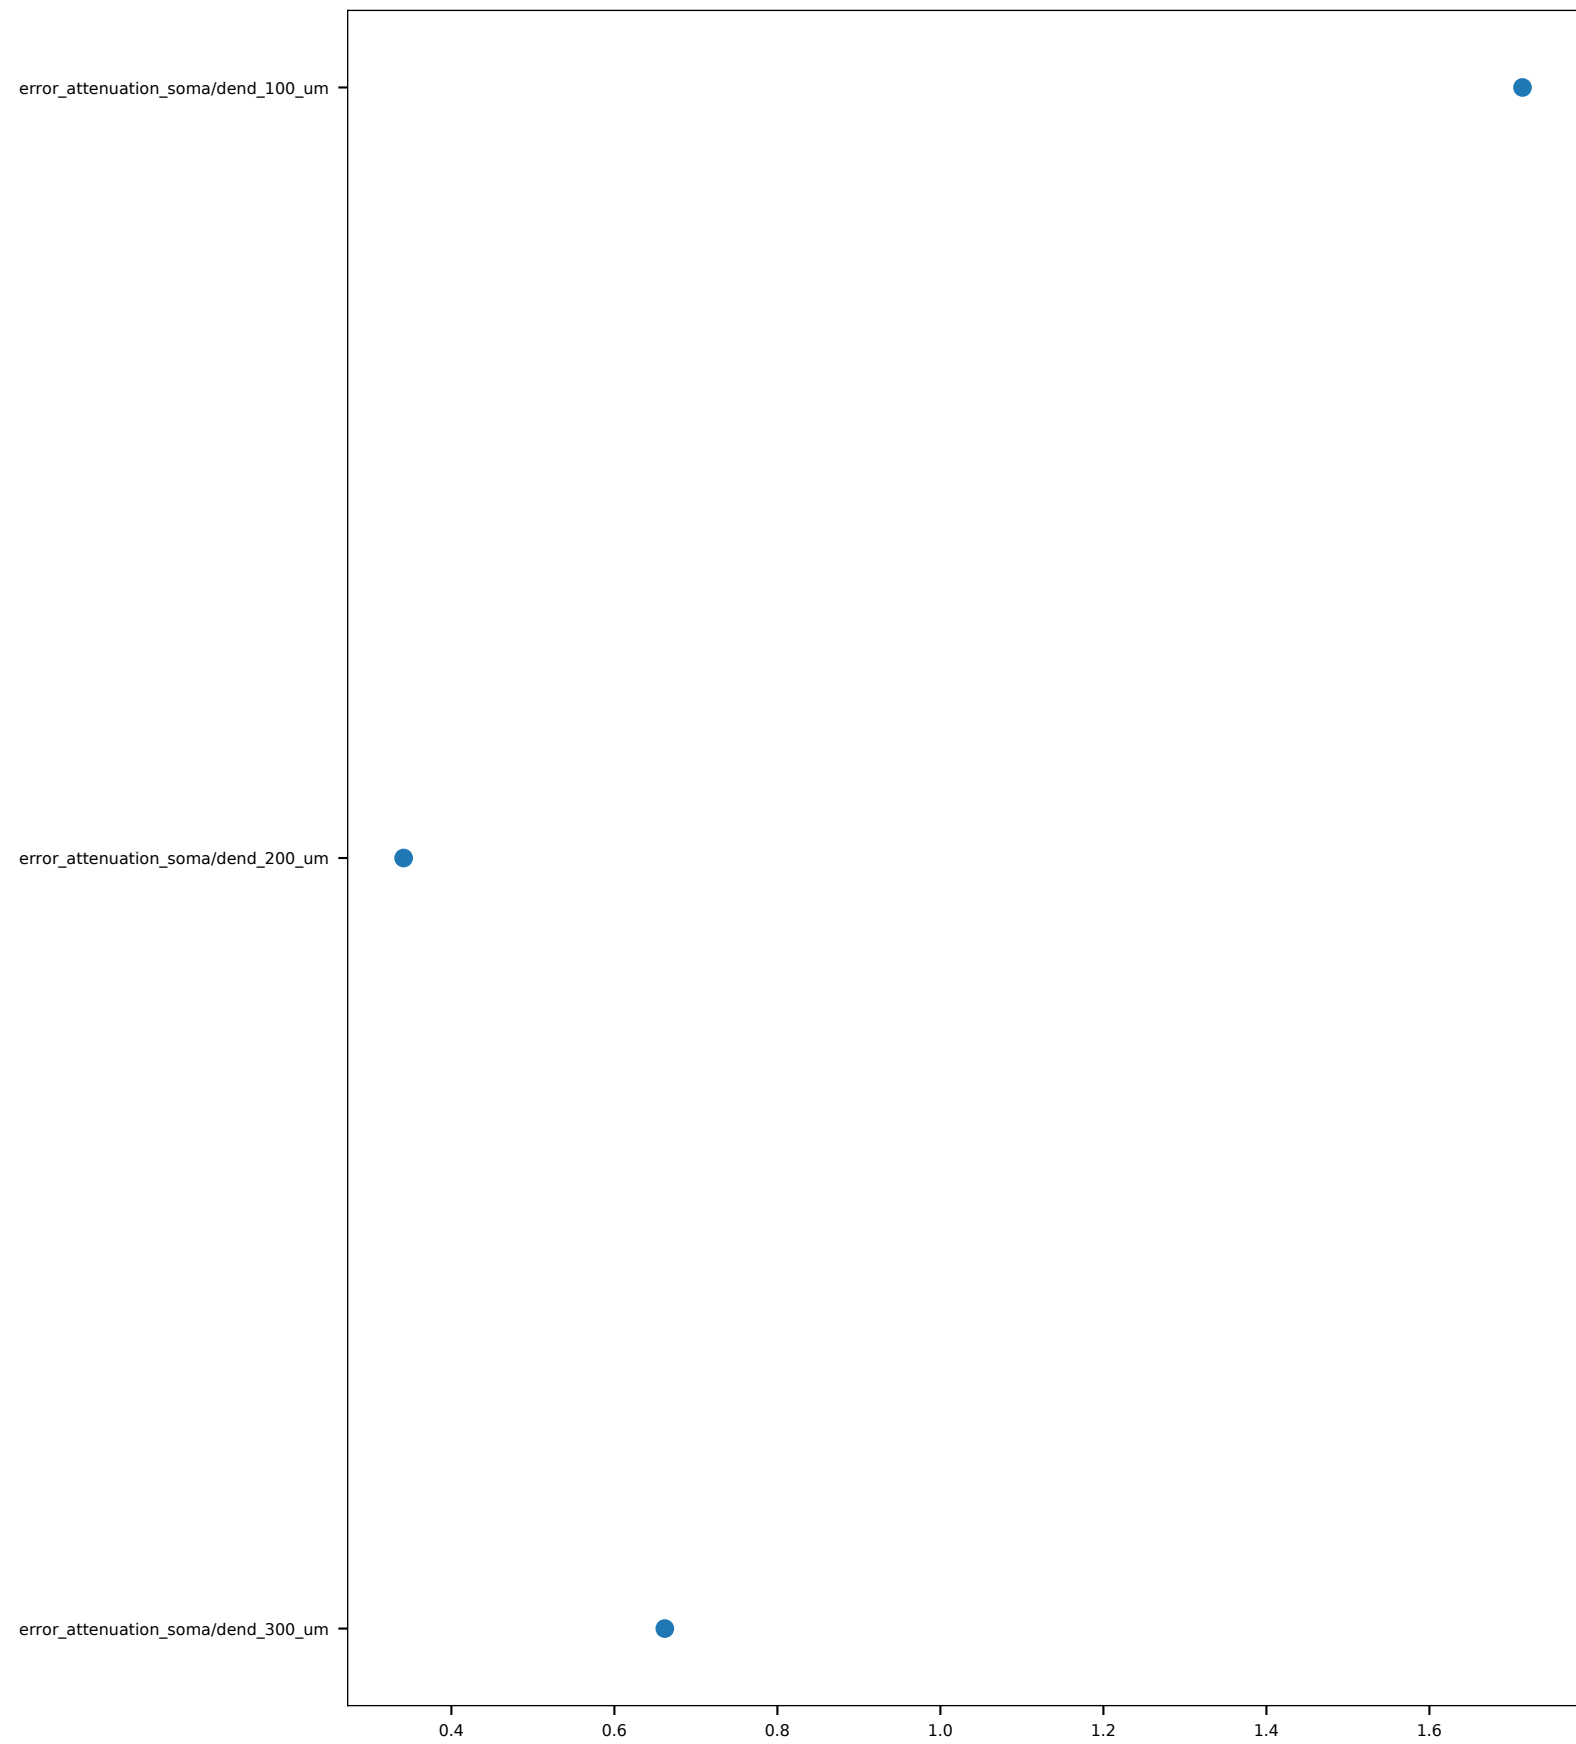 error_attenuation_soma/dend_100_um
error_attenuation_soma/dend_200_um
error_attenuation_soma/dend_300_um
0.4 0.6 0.8 1.0 1.2 1.4 1.6